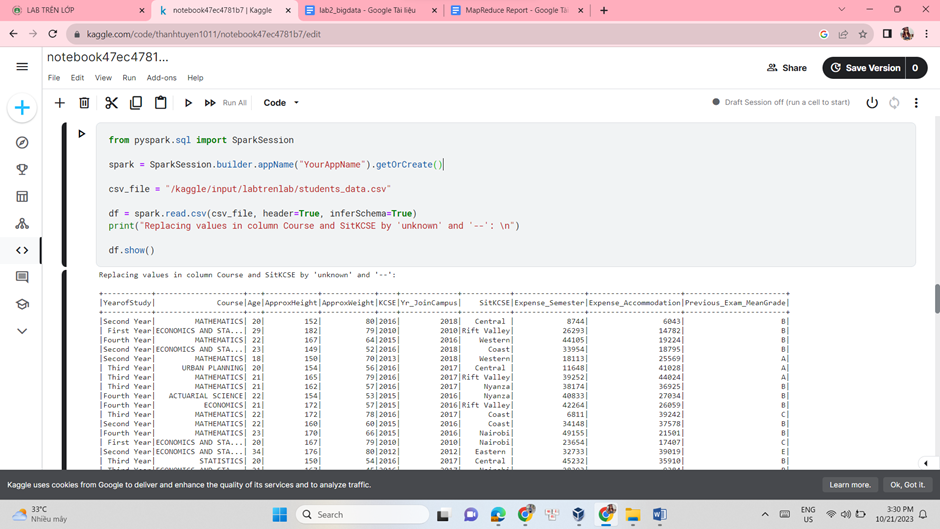 LAB TRÊN LỚP
notebook47ec4781b7 | Kaggle
lab2_bigdata - Google Tài liệu
MapReduce Report - Google Tài
kaggle.com/code/thanhtuyen1011/notebook47ec4781b7/edit
notebook47ec4781...
File Edit View Run Add-ons Help
Share
Save Version 0
Run All
Code
Draft Session off (run a cell to start)
from pyspark.sql import SparkSession
spark = SparkSession.builder.appName("YourAppName").getOrCreate()
csv_file = "/kaggle/input/labtrenlab/students_data.csv"
df = spark.read.csv(csv_file, header=True, inferSchema=True)
print("Replacing values in column Course and SitKCSE by 'unknown' and '--': \n")
df.show()
Replacing values in column Course and SitKCSE by 'unknown' and '--':
|YearofStudy| Course|Age|ApproxHeight|ApproxWeight|KCSE|Yr_JoinCampus| SitKCSE|Expense_Semester|Expense_Accommodation|Previous_Exam_MeanGrade|
|Second Year| MATHEMATICS| 20| 152| 80|2016| 2018| Central | 8744| 6043| B|
| First Year|ECONOMICS AND STA...| 29| 182| 79|2010| 2010|Rift Valley| 26293| 14782| B|
|Fourth Year| MATHEMATICS| 22| 167| 64|2015| 2016| Western| 44105| 19224| B|
|Second Year|ECONOMICS AND STA...| 23| 149| 52|2016| 2018| Coast| 33954| 18795| B|
|Second Year| MATHEMATICS| 18| 150| 70|2013| 2018| Western| 18113| 25569| A|
| Third Year| URBAN PLANNING| 20| 154| 56|2016| 2017| Central | 11648| 41028| A|
| Third Year| MATHEMATICS| 21| 165| 79|2016| 2017|Rift Valley| 39252| 44024| A|
| Third Year| MATHEMATICS| 21| 162| 57|2016| 2017| Nyanza| 38174| 36925| B|
|Fourth Year| ACTUARIAL SCIENCE| 22| 154| 53|2015| 2016| Nyanza| 40833| 27034| B|
|Fourth Year| ECONOMICS| 21| 172| 57|2015| 2016|Rift Valley| 42264| 26059| B|
| Third Year| MATHEMATICS| 22| 172| 78|2016| 2017| Coast| 6811| 39242| C|
|Second Year| MATHEMATICS| 22| 160| 60|2015| 2018| Coast| 34148| 37578| B|
|Fourth Year| MATHEMATICS| 23| 170| 66|2015| 2016| Nairobi| 49155| 21501| B|
| First Year|ECONOMICS AND STA...| 20| 167| 79|2010| 2010| Nairobi| 23654| 17407| C|
|Second Year|ECONOMICS AND STA...| 34| 176| 80|2012| 2012| Eastern | 32733| 39019| E|
| Third Year| STATISTICS| 20| 150| 54|2016| 2017| Central | 45232| 35910| B|
Kaggle uses cookies from Google to deliver and enhance the quality of its services and to analyze traffic.
Learn more.
Ok, Got it.
33°C
Nhiều mây
Search
ENG
US
3:30 PM
10/21/2023